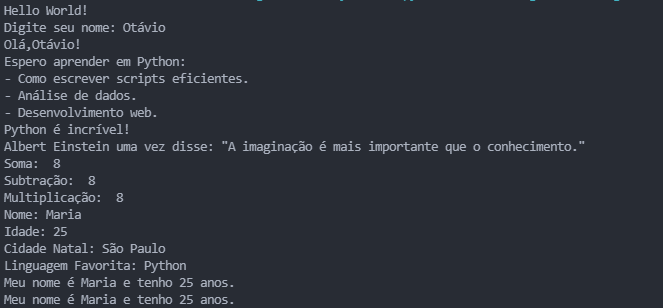 Hello World!
Digite seu nome: Otávio
Olá,Otávio!
Espero aprender em Python:
- Como escrever scripts eficientes.
- Análise de dados.
- Desenvolvimento web.
Python é incrível!
Albert Einstein uma vez disse: "A imaginação é mais importante que o conhecimento."
Soma:  8
Subtração:  8
Multiplicação:  8
Nome: Maria
Idade: 25
Cidade Natal: São Paulo
Linguagem Favorita: Python
Meu nome é Maria e tenho 25 anos.
Meu nome é Maria e tenho 25 anos.